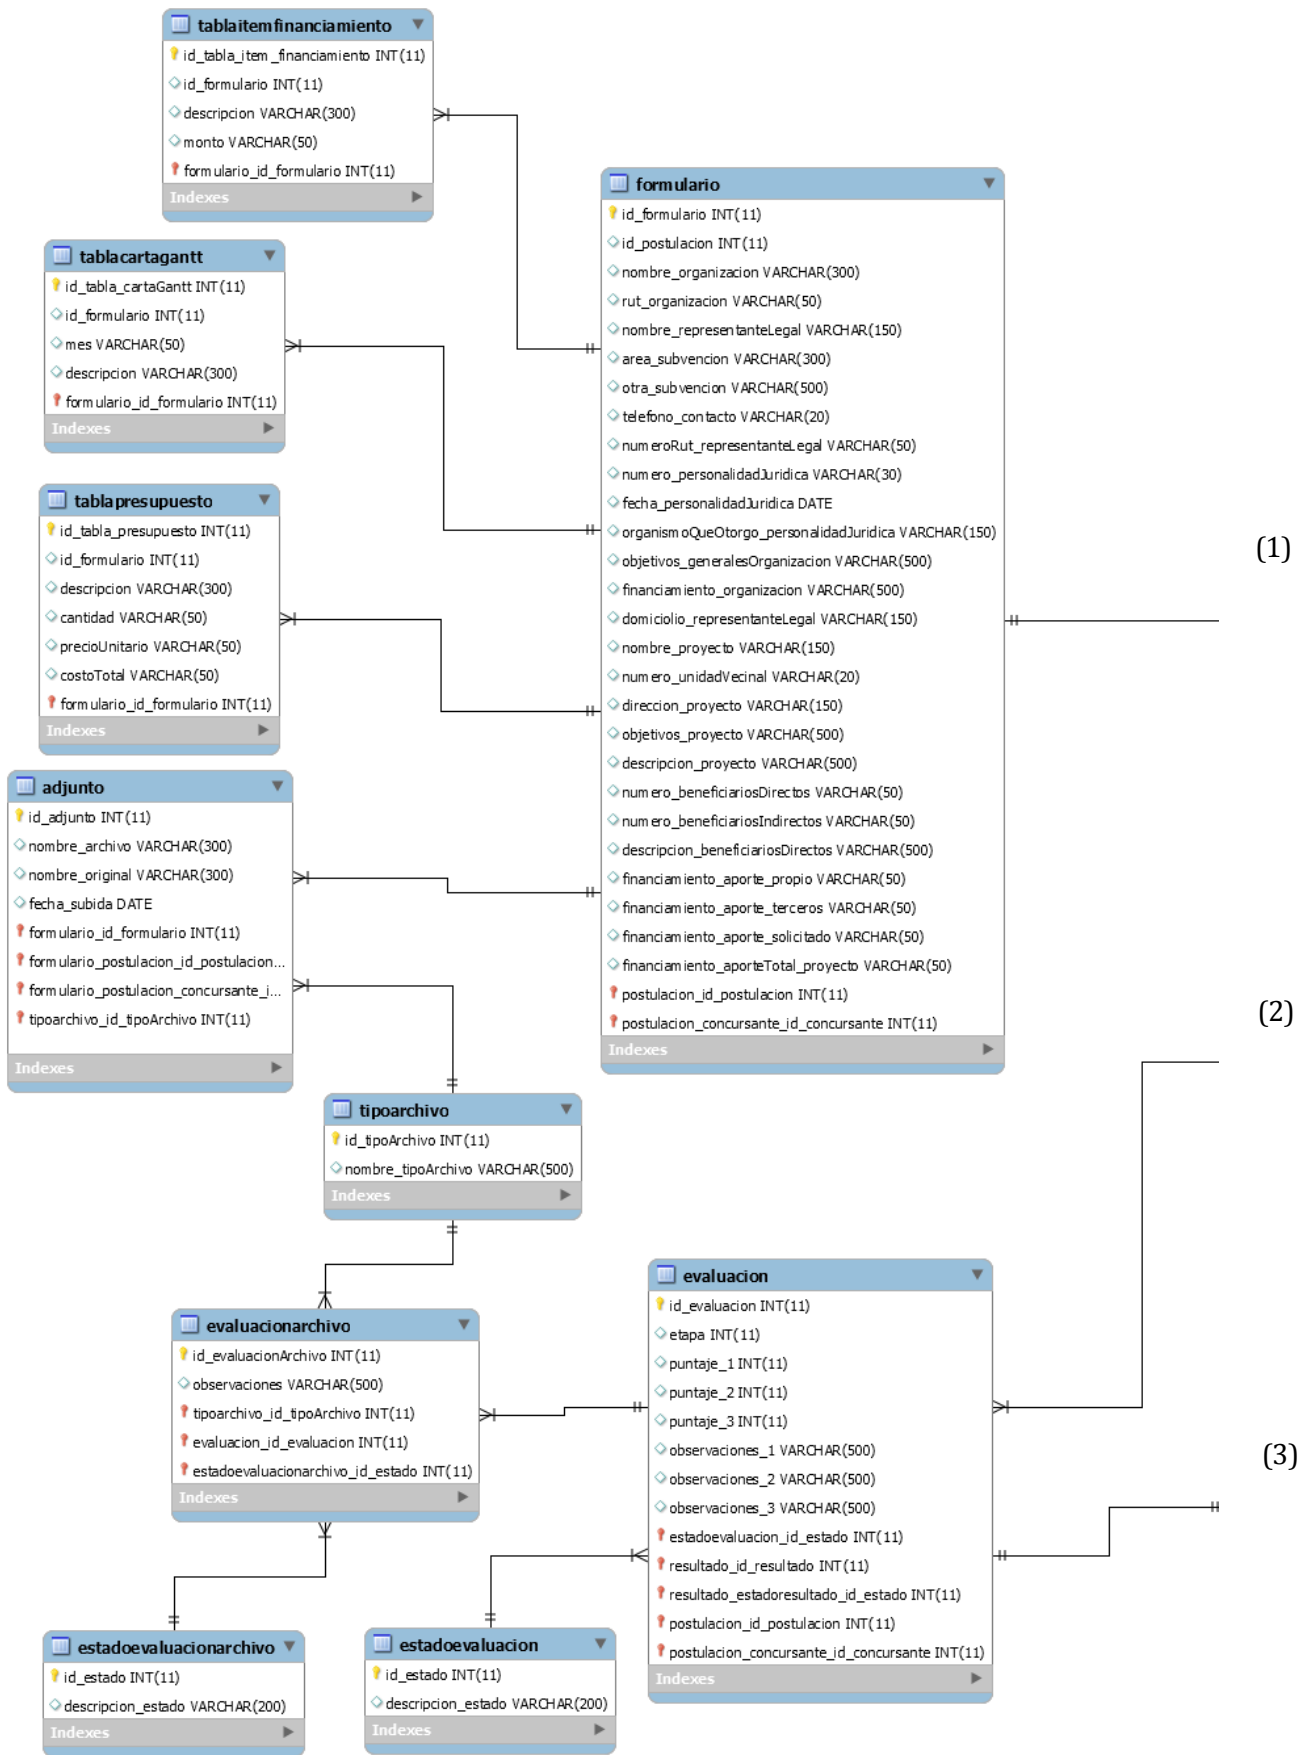 tablaitemfinanciamiento
id_tabla_item_financiamiento INT(11)
id_formulario INT(11)
descripcion VARCHAR(300)
monto VARCHAR(50)
formulario_id_formulario INT(11)
Indexes
tablacartagantt
id_tabla_cartaGantt INT(11)
id_formulario INT(11)
mes VARCHAR(50)
descripcion VARCHAR(300)
formulario_id_formulario INT(11)
Indexes
tablapresupuesto
id_tabla_presupuesto INT(11)
id_formulario INT(11)
descripcion VARCHAR(300)
cantidad VARCHAR(50)
precioUnitario VARCHAR(50)
costoTotal VARCHAR(50)
formulario_id_formulario INT(11)
Indexes
adjunto
id_adjunto INT(11)
nombre_archivo VARCHAR(300)
nombre_original VARCHAR(300)
fecha_subida DATE
formulario_id_formulario INT(11)
formulario_postulacion_id_postulacion...
formulario_postulacion_concursante_i...
tipoarchivo_id_tipoArchivo INT(11)
Indexes
formulario
id_formulario INT(11)
id_postulacion INT(11)
nombre_organizacion VARCHAR(300)
rut_organizacion VARCHAR(50)
nombre_representanteLegal VARCHAR(150)
area_subvencion VARCHAR(300)
otra_subvencion VARCHAR(500)
telefono_contacto VARCHAR(20)
numeroRut_representanteLegal VARCHAR(50)
numero_personalidadJuridica VARCHAR(30)
fecha_personalidadJuridica DATE
organismoQueOtorgo_personalidadJuridica VARCHAR(150)
objetivos_generalesOrganizacion VARCHAR(500)
financiamiento_organizacion VARCHAR(500)
domiciolio_representanteLegal VARCHAR(150)
nombre_proyecto VARCHAR(150)
numero_unidadVecinal VARCHAR(20)
direccion_proyecto VARCHAR(150)
objetivos_proyecto VARCHAR(500)
descripcion_proyecto VARCHAR(500)
numero_beneficiariosDirectos VARCHAR(50)
numero_beneficiariosIndirectos VARCHAR(50)
descripcion_beneficiariosDirectos VARCHAR(500)
financiamiento_aporte_propio VARCHAR(50)
financiamiento_aporte_terceros VARCHAR(50)
financiamiento_aporte_solicitado VARCHAR(50)
financiamiento_aporteTotal_proyecto VARCHAR(50)
postulacion_id_postulacion INT(11)
postulacion_concursante_id_concursante INT(11)
Indexes
(1)
(2)
tipoarchivo
id_tipoArchivo INT(11)
nombre_tipoArchivo VARCHAR(500)
Indexes
evaluacionarchivo
id_evaluacionArchivo INT(11)
observaciones VARCHAR(500)
tipoarchivo_id_tipoArchivo INT(11)
evaluacion_id_evaluacion INT(11)
estadoevaluacionarchivo_id_estado INT(11)
Indexes
evaluacion
id_evaluacion INT(11)
etapa INT(11)
puntaje_1 INT(11)
puntaje_2 INT(11)
puntaje_3 INT(11)
observaciones_1 VARCHAR(500)
observaciones_2 VARCHAR(500)
observaciones_3 VARCHAR(500)
estadoevaluacion_id_estado INT(11)
resultado_id_resultado INT(11)
resultado_estadoresultado_id_estado INT(11)
postulacion_id_postulacion INT(11)
postulacion_concursante_id_concursante INT(11)
Indexes
(3)
estadoevaluacionarchivo
id_estado INT(11)
descripcion_estado VARCHAR(200)
Indexes
estadoevaluacion
id_estado INT(11)
descripcion_estado VARCHAR(200)
Indexes